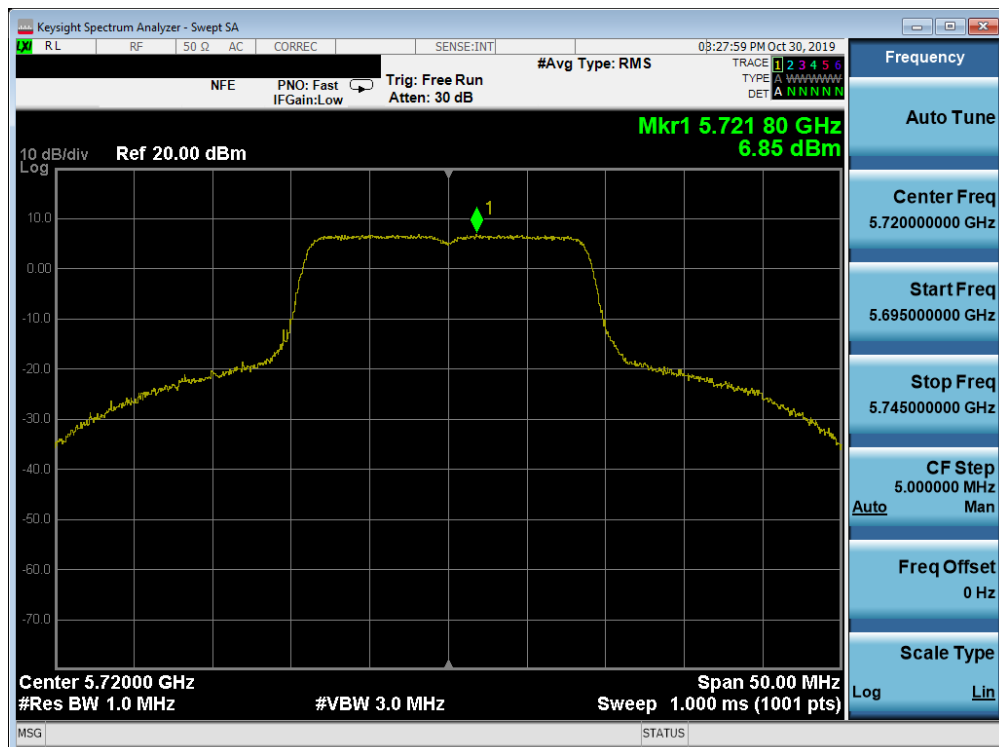 Keysight Spectrum Analyzer - Swept SA
LXI RL RF 50 Ω AC CORREC SENSE:INT 03:27:59 PM Oct 30, 2019
#Avg Type: RMS
TRACE 1 2 3 4 5 6
TYPE A WWWWW
DET A N N N N N
NFE
PNO: Fast
IFGain:Low
Trig: Free Run
Atten: 30 dB
Mkr1 5.721 80 GHz
6.85 dBm
10 dB/div Ref 20.00 dBm
Log
1
10.0
0.00
-10.0
-20.0
-30.0
-40.0
-50.0
-60.0
-70.0
Center 5.72000 GHz Span 50.00 MHz
#Res BW 1.0 MHz #VBW 3.0 MHz Sweep 1.000 ms (1001 pts)
MSG STATUS
Frequency
Auto Tune
Center Freq
5.720000000 GHz
Start Freq
5.695000000 GHz
Stop Freq
5.745000000 GHz
CF Step
5.000000 MHz
Auto Man
Freq Offset
0 Hz
Scale Type
Log Lin